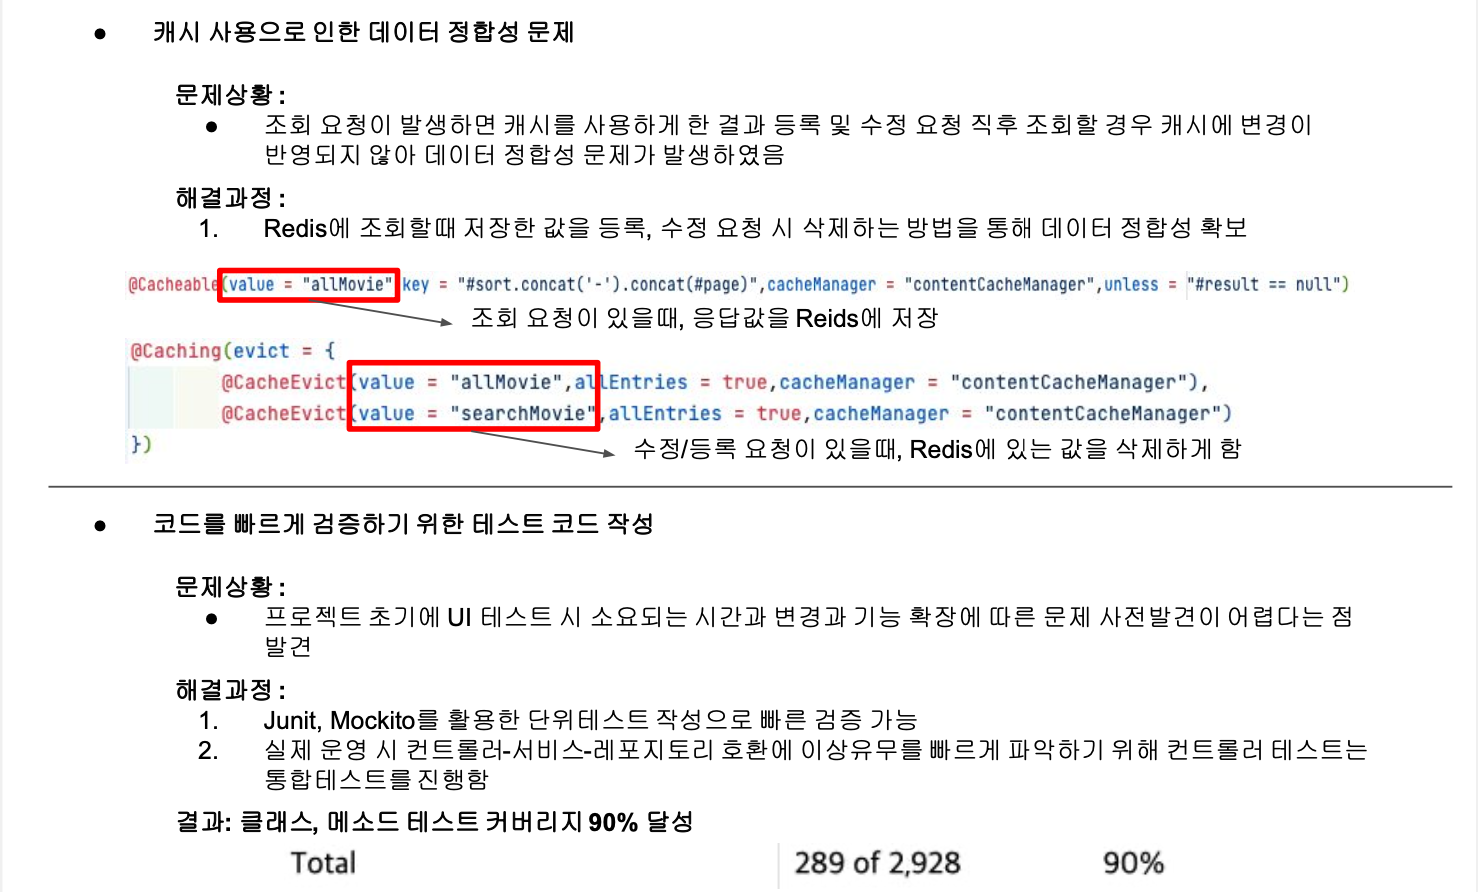 ● 캐시 사용으로 인한 데이터 정합성 문제
문제상황 :
● 조회 요청이 발생하면 캐시를 사용하게 한 결과 등록 및 수정 요청 직후 조회할 경우 캐시에 변경이
반영되지 않아 데이터 정합성 문제가 발생하였음
해결과정 :
1. Redis에 조회할때 저장한 값을 등록, 수정 요청 시 삭제하는 방법을 통해 데이터 정합성 확보
@Cacheable(value = "allMovie",key = "#sort.concat('-').concat(#page)",cacheManager = "contentCacheManager",unless = "#result == null")
조회 요청이 있을때, 응답값을 Reids에 저장
@Caching(evict = {
@CacheEvict(value = "allMovie",allEntries = true,cacheManager = "contentCacheManager"),
@CacheEvict(value = "searchMovie",allEntries = true,cacheManager = "contentCacheManager")
})
수정/등록 요청이 있을때, Redis에 있는 값을 삭제하게 함
● 코드를 빠르게 검증하기 위한 테스트 코드 작성
문제상황 :
● 프로젝트 초기에 UI 테스트 시 소요되는 시간과 변경과 기능 확장에 따른 문제 사전발견이 어렵다는 점
발견
해결과정 :
1. Junit, Mockito를 활용한 단위테스트 작성으로 빠른 검증 가능
2. 실제 운영 시 컨트롤러-서비스-레포지토리 호환에 이상유무를 빠르게 파악하기 위해 컨트롤러 테스트는
통합테스트를 진행함
결과: 클래스, 메소드 테스트 커버리지 90% 달성
Total 289 of 2,928 90%